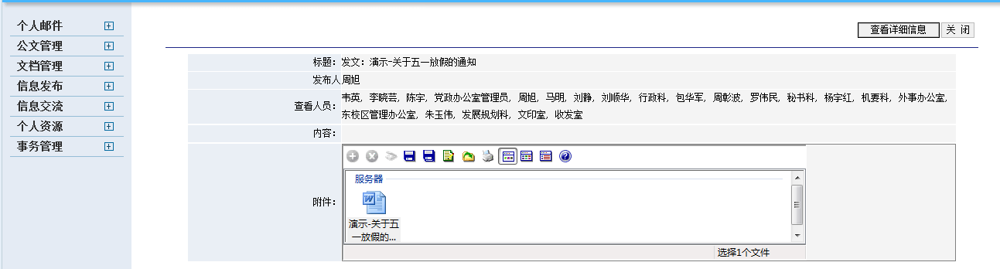 个人邮件
公文管理
文档管理
信息发布
信息交流
个人资源
事务管理
查看详细信息
关 闭
标题: 发文: 演示-关于五一放假的通知
发布人 周旭
查看人员: 韦英, 李晓芸, 陈宇, 党政办公室管理员, 周旭, 马明, 刘静, 刘顺华, 行政科, 包华军, 周彰波, 罗伟民, 秘书科, 杨宇红, 机要科, 外事办公室,
东校区管理办公室, 朱玉伟, 发展规划科, 文印室, 收发室
内容:
附件:
服务器
演示-关于五
一放假的...
选择1个文件